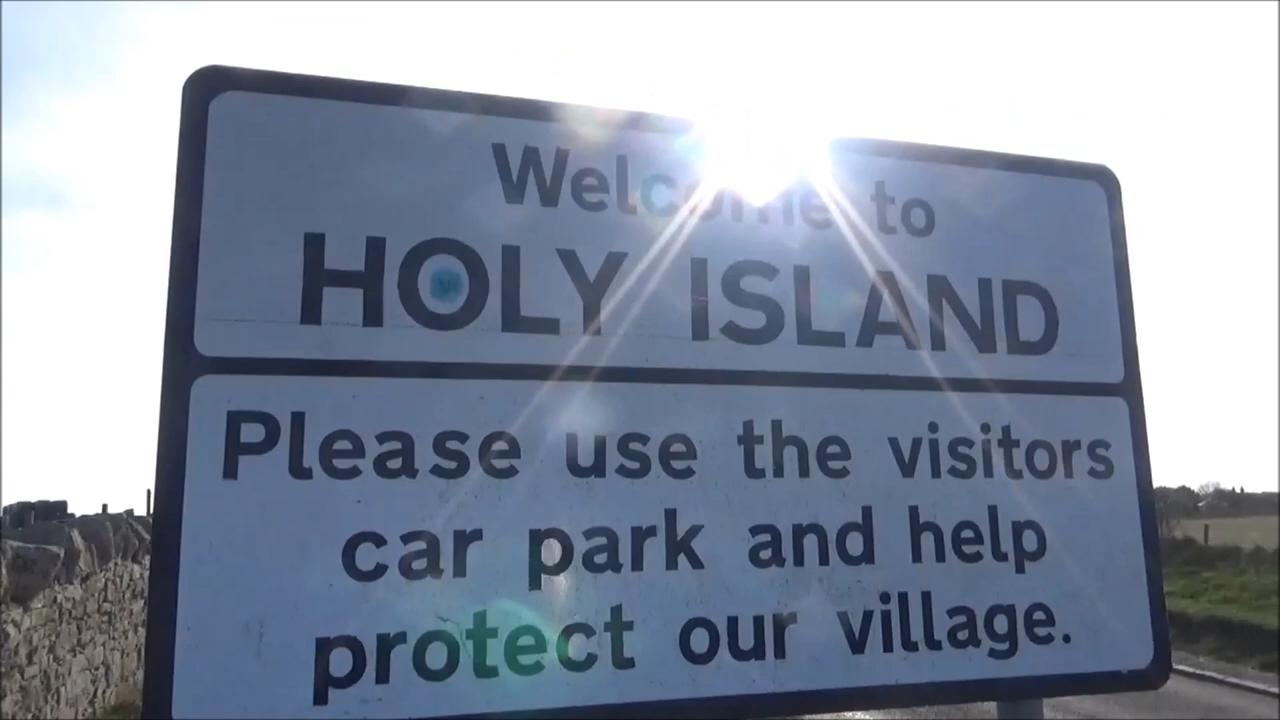 Welcome to
HOLY ISLAND
Please use the visitors
car park and help
protect our village.